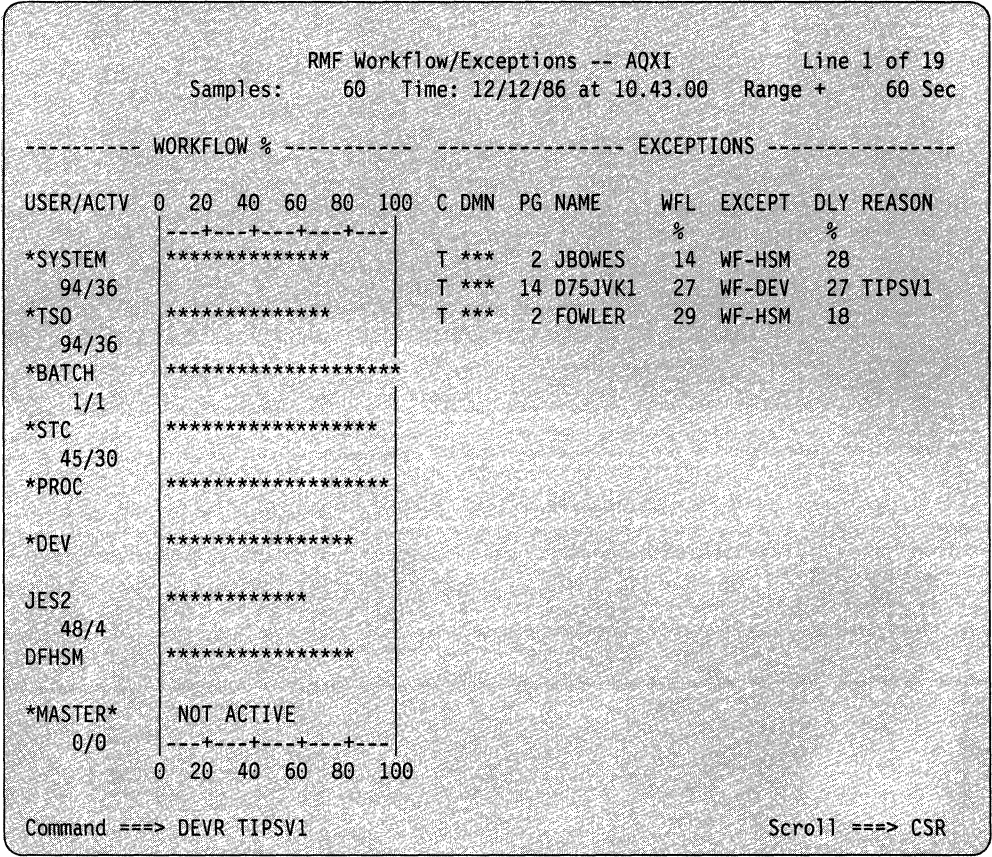 RMF Workflow/Exceptions -- AQXI Line 1 of 19
Samples: 60 Time: 12/12/86 at 10.43.00 Range + 60 Sec
---------- WORKFLOW % ----------- ---------------- EXCEPTIONS ----------------
USER/ACTV 0 20 40 60 80 100 C DMN PG NAME WFL EXCEPT DLY REASON
|---+---+---+---+---| % %
*SYSTEM ************** T *** 2 JBOWES 14 WF-HSM 28
94/36 T *** 14 D75JVK1 27 WF-DEV 27 TIPSV1
*TSO ************** T *** 2 FOWLER 29 WF-HSM 18
94/36
*BATCH ********************
1/1
*STC ******************
45/30
*PROC *******************
*DEV ****************
JES2 ************
48/4
DFHSM ****************
*MASTER* NOT ACTIVE
0/0 |---+---+---+---+---|
0 20 40 60 80 100
Command ===> DEVR TIPSV1 Scroll ===> CSR